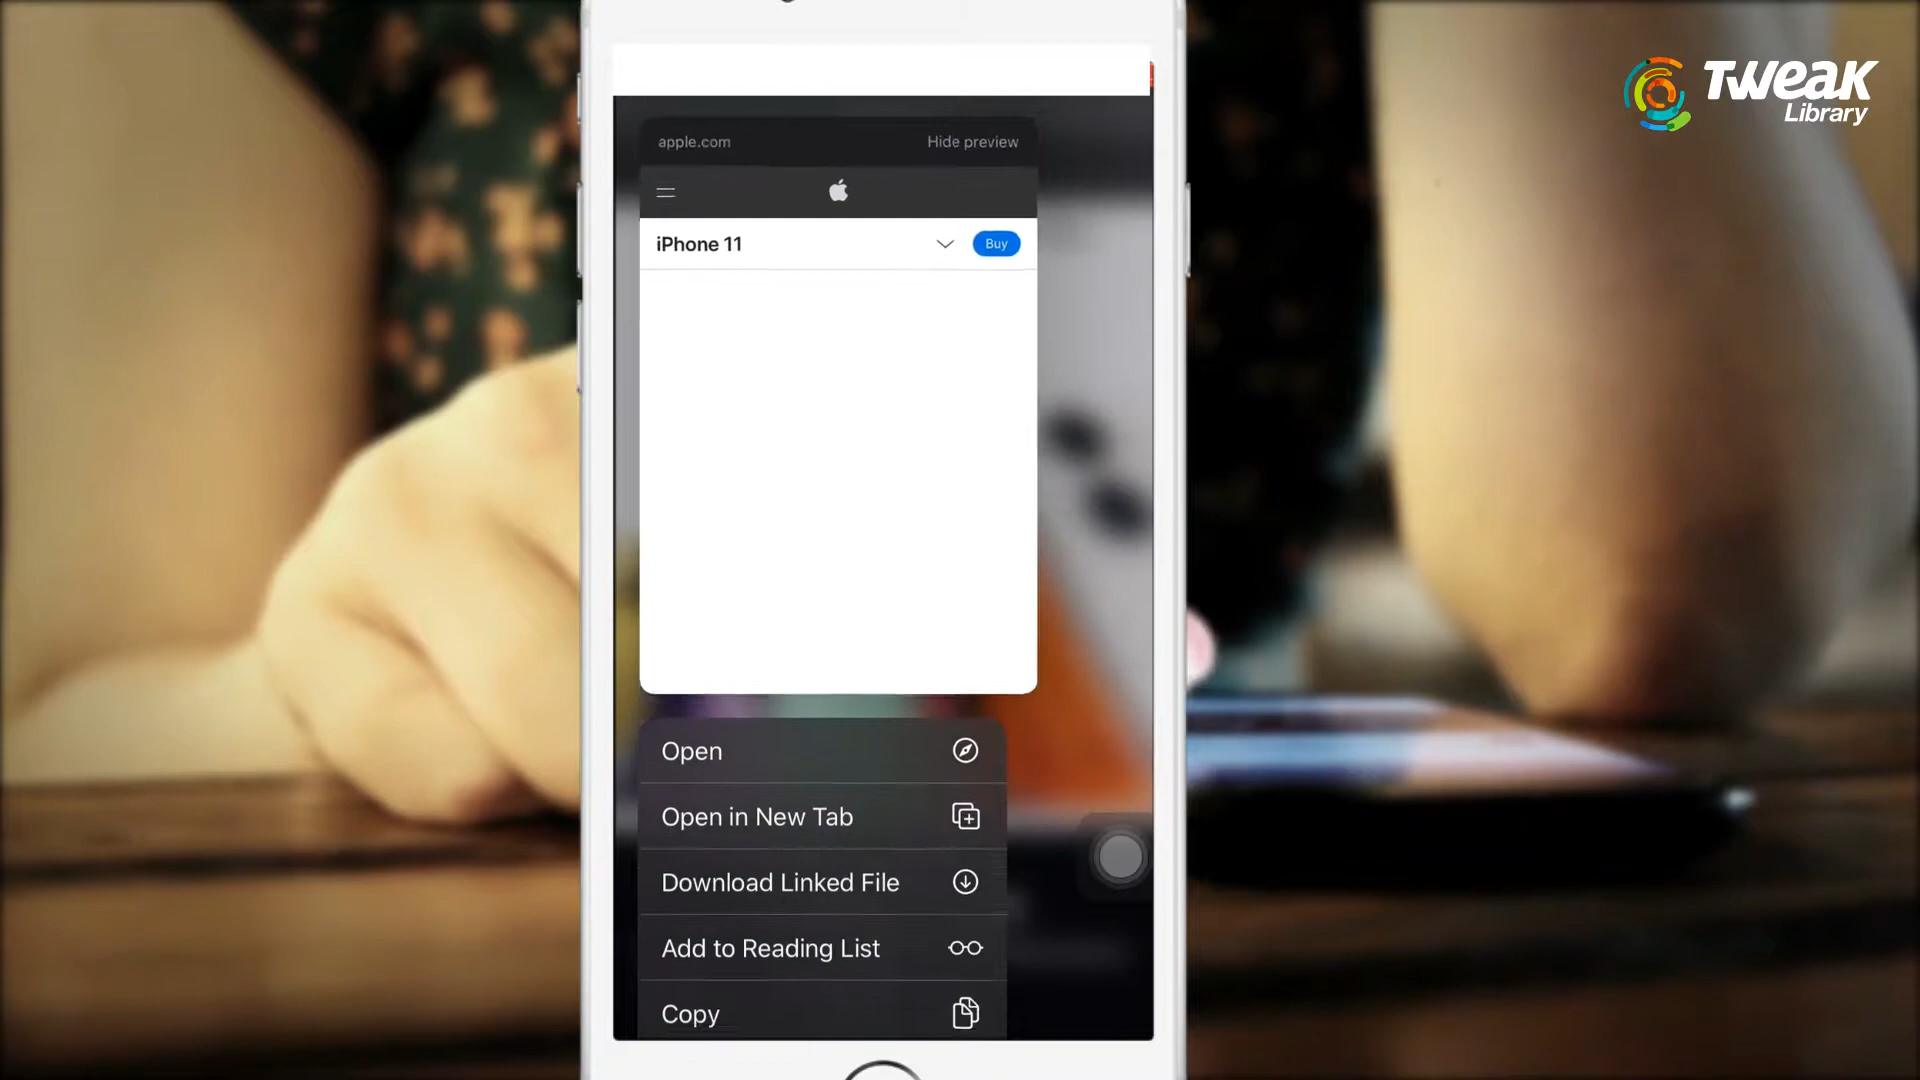 TWEAK
Library
apple.com
Hide preview
iPhone 11
Buy
Open
Open in New Tab
Download Linked File
Add to Reading List
Copy